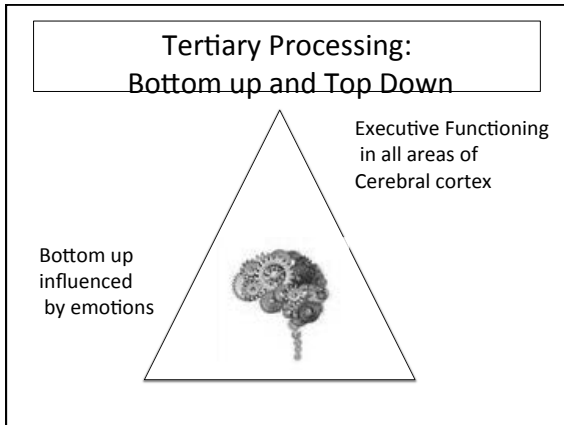 Tertiary Processing:
Bottom up and Top Down
Executive Functioning
in all areas of
Cerebral cortex
Bottom up
influenced
by emotions